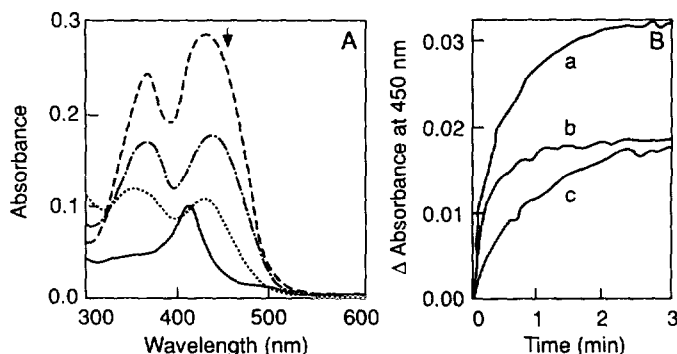 A
0.3
0.2
0.1
0.0
Absorbance
300
400
500
600
Wavelength (nm)
B
0.03
0.02
0.01
0.00
Δ Absorbance at 450 nm
a
b
c
0
1
2
3
Time (min)